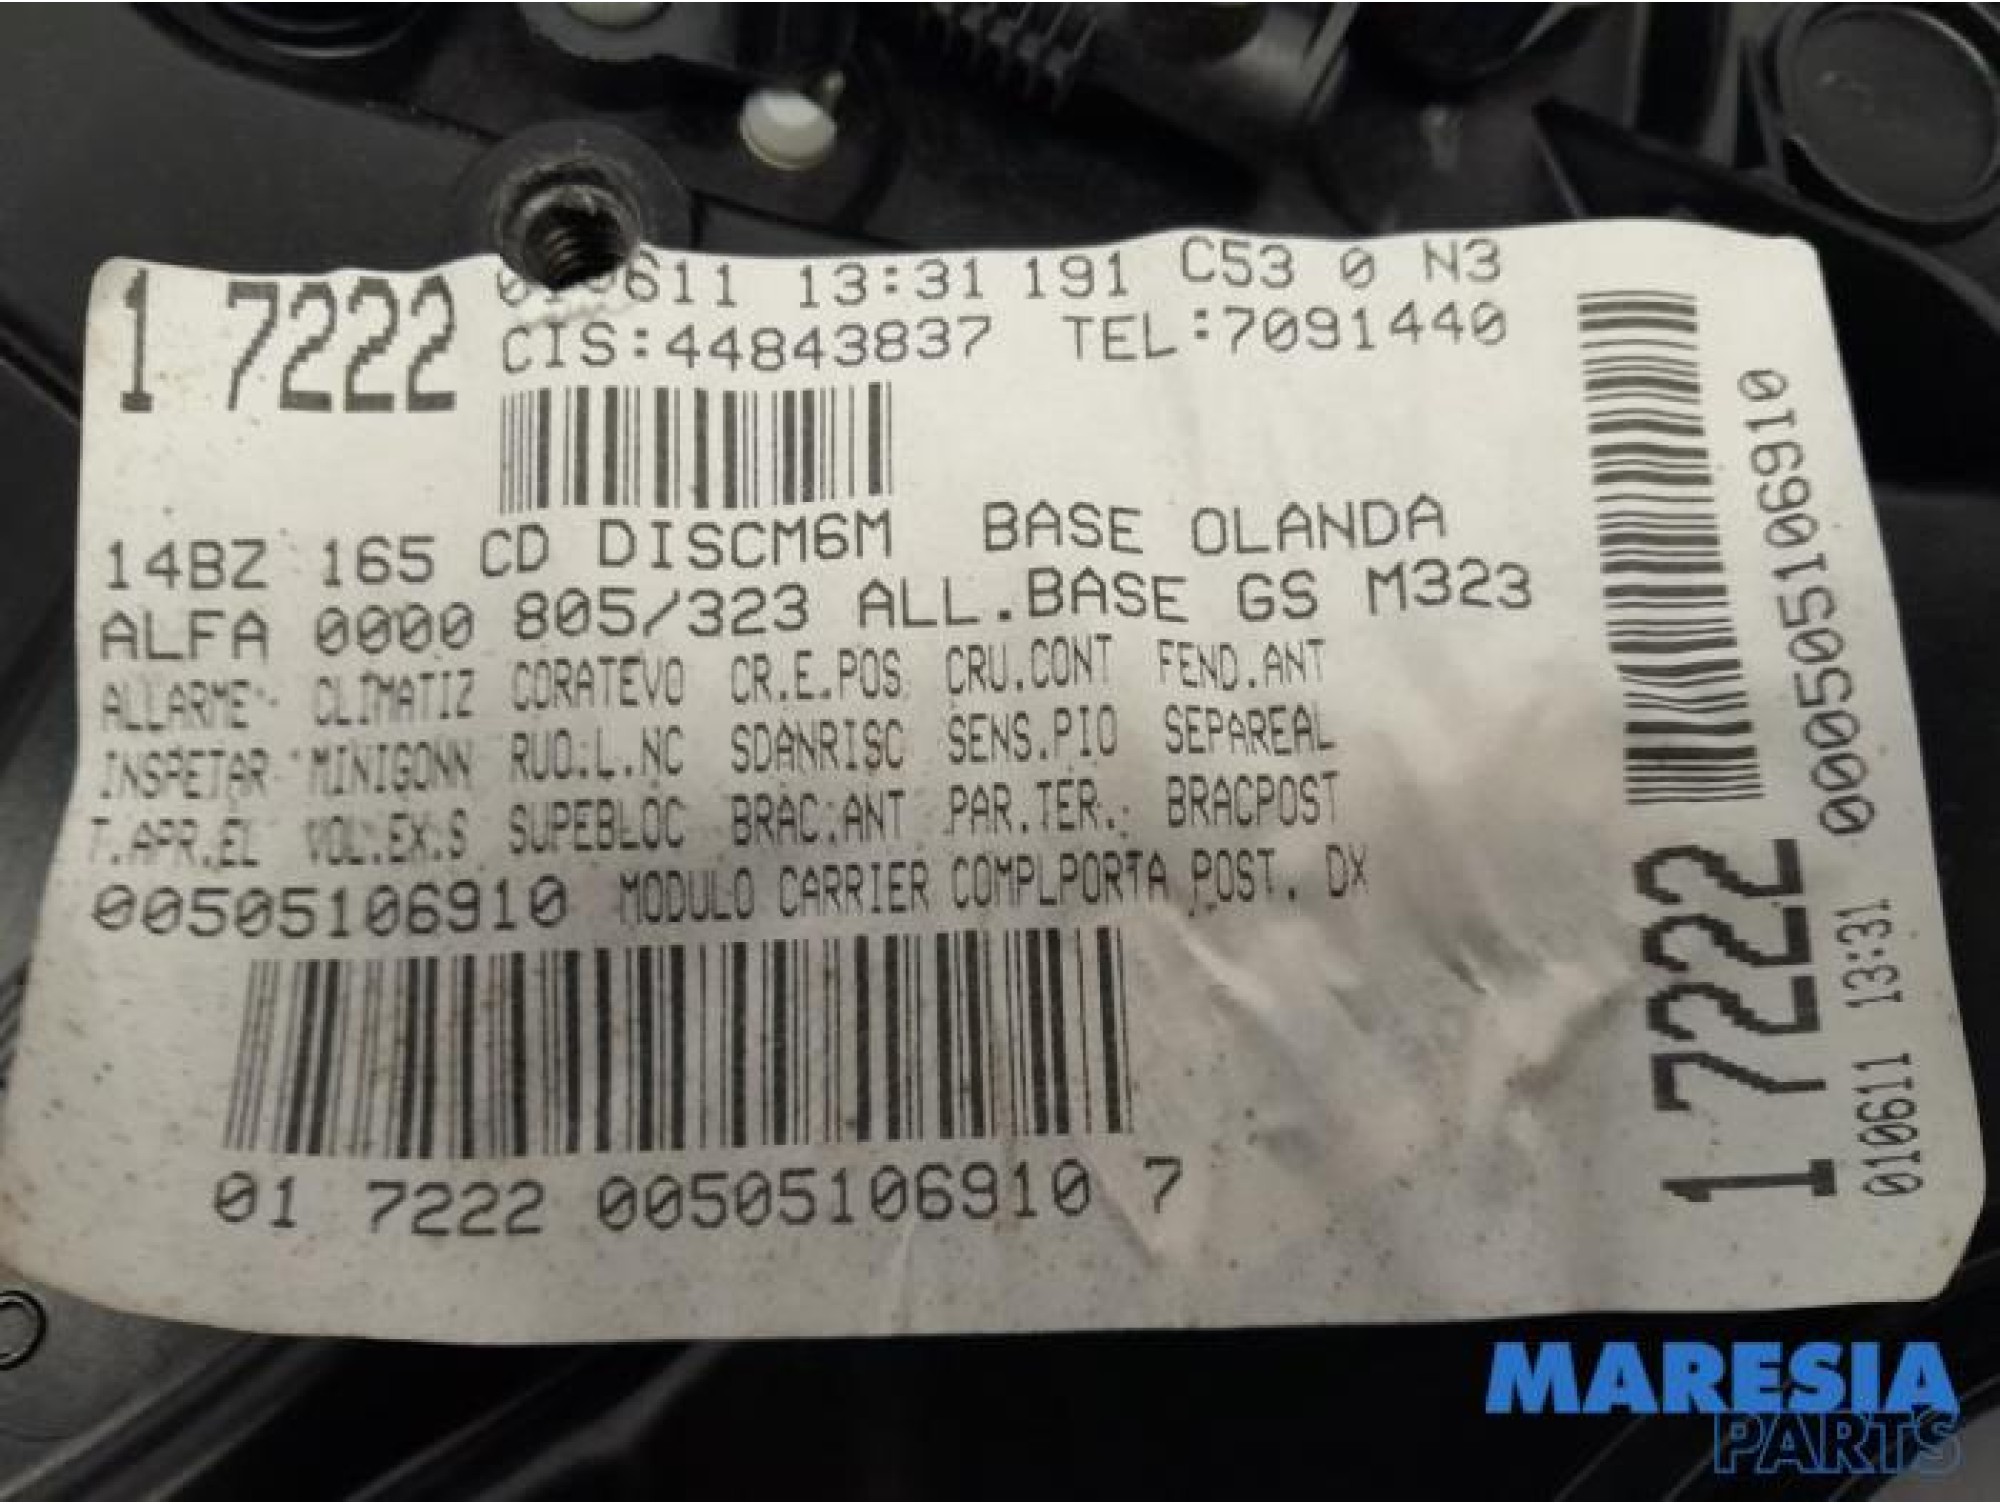 1 7222
010611 13:31 191 C53 0 N3
CIS:44843837 TEL:7091440
14BZ 165 CD DISCM6M BASE OLANDA
ALFA 0000 805/323 ALL.BASE GS M323
ALLARME CLIMATIZ CORATEVO CR.E.POS CRU.CONT FEND.ANT
INSPETAR MINIGONN RUO.L.NC SDANRISC SENS.PIO SEPAREAL
T.APR.EL VOL.EX.S SUPEBLOC BRAC.ANT PAR.TER. BRACPOST
00505106910 MODULO CARRIER COMPLPORTA POST. DX
01 7222 00505106910 7
1 7222
00505106910
010611 13:31
MARESIA
PARTS